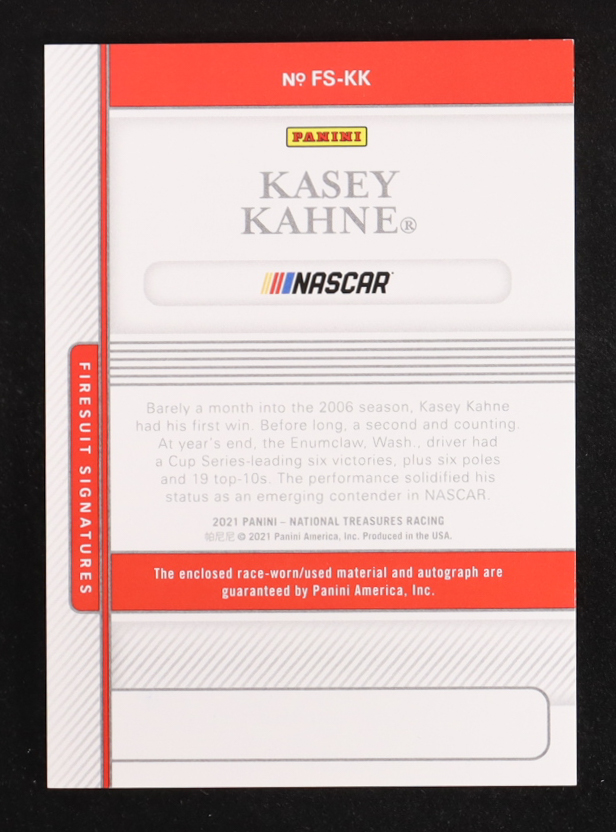 Nº FS-KK
PANINI
KASEY
KAHNE®
NASCAR
FIRESUIT SIGNATURES
Barely a month into the 2006 season, Kasey Kahne
had his first win. Before long, a second and counting.
At year's end, the Enumclaw, Wash., driver had
a Cup Series-leading six victories, plus six poles
and 19 top-10s. The performance solidified his
status as an emerging contender in NASCAR.
2021 PANINI – NATIONAL TREASURES RACING
帕尼尼 © 2021 Panini America, Inc. Produced in the USA.
The enclosed race-worn/used material and autograph are
guaranteed by Panini America, Inc.